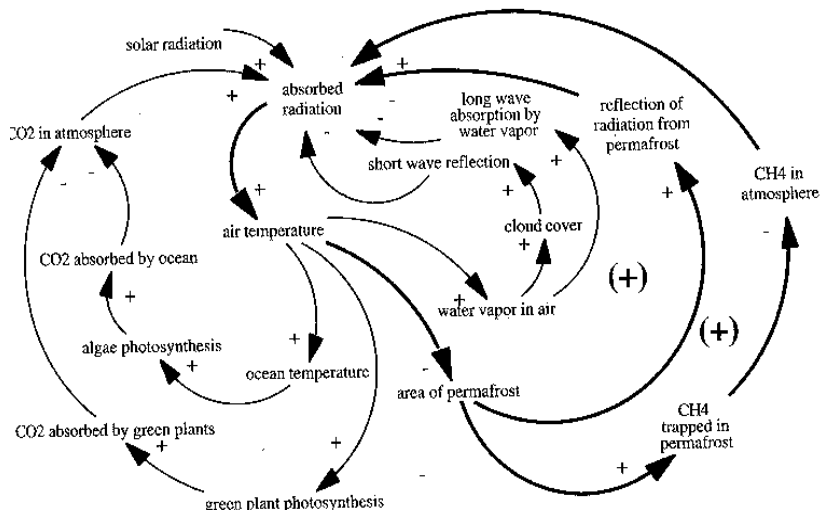 solar radiation
absorbed
radiation
CO2 in atmosphere
long wave
absorption by
water vapor
short wave reflection
reflection of
radiation from
permafrost
CH4 in
atmosphere
air temperature
cloud cover
CO2 absorbed by ocean
water vapor in air
algae photosynthesis
ocean temperature
area of permafrost
CO2 absorbed by green plants
CH4
trapped in
permafrost
green plant photosynthesis
+
+
+
-
-
-
+
+
+
+
-
-
+
+
-
+
+
+
+
-
+
+
+
-
(+)
(+)